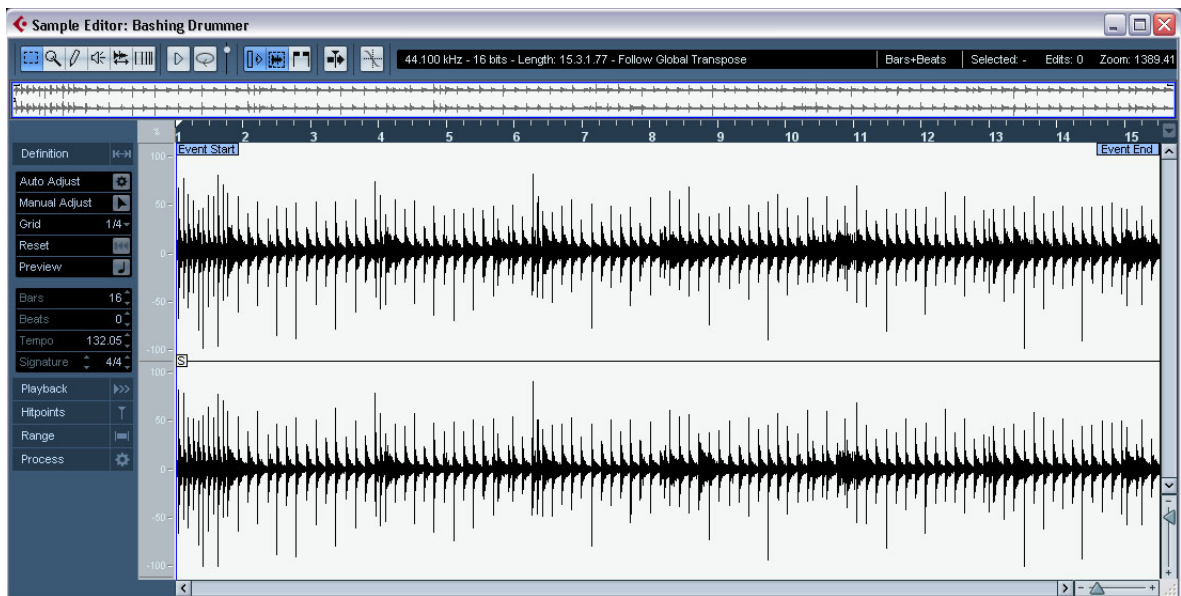 Sample Editor: Bashing Drummer
44.100 kHz - 16 bits - Length: 15.3.1.77 - Follow Global Transpose Bars+Beats Selected: - Edits: 0 Zoom: 1389.41
% 1 2 3 4 5 6 7 8 9 10 11 12 13 14 15
Event Start Event End
Definition
Auto Adjust
Manual Adjust
Grid 1/4
Reset
Preview
Bars 16
Beats 0
Tempo 132.05
Signature 4/4
Playback
Hitpoints
Range
Process
100
50
0
-50
-100
S
100
50
0
-50
-100